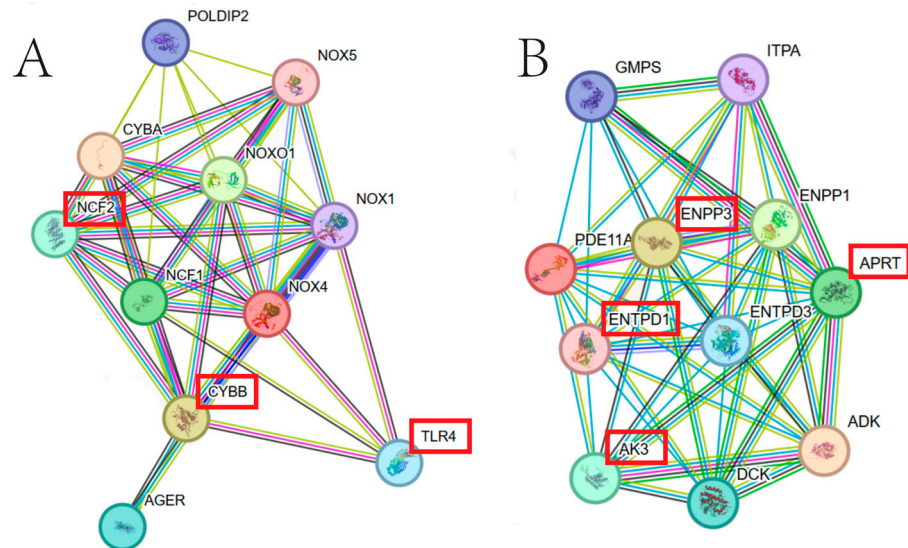 A
POLDIP2
NOX5
CYBA
NOXO1
NCF2
NOX1
NCF1
NOX4
CYBB
TLR4
AGER
B
GMPS
ITPA
ENPP3
ENPP1
PDE11A
APRT
ENTPD1
ENTPD3
AK3
ADK
DCK